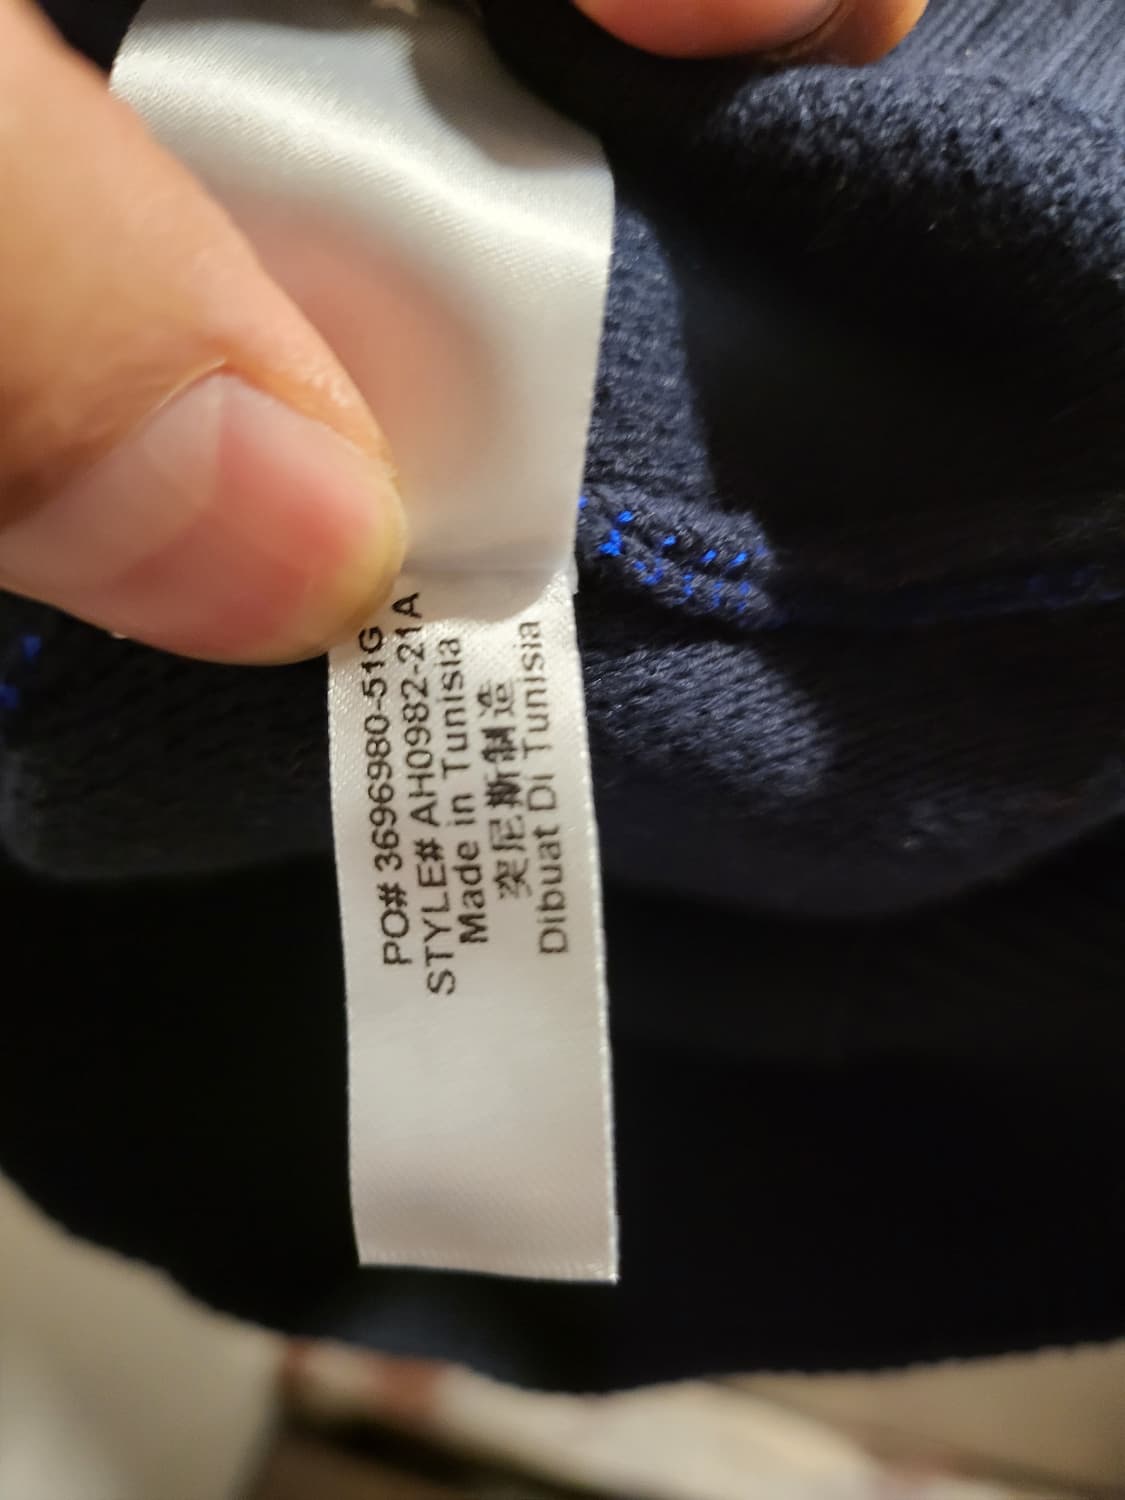 PO# 3696980-51G
STYLE# AH0982-21A
Made in Tunisia
突尼斯制造
Dibuat Di Tunisia